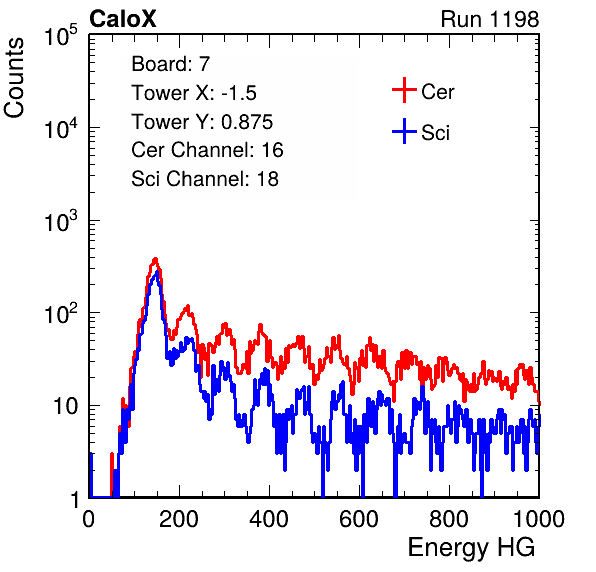 CaloX Run 1198
Counts
Board: 7
Tower X: -1.5
Tower Y: 0.875
Cer Channel: 16
Sci Channel: 18
Cer
Sci
10^5
10^4
10^3
10^2
10
1
0 200 400 600 800 1000
Energy HG